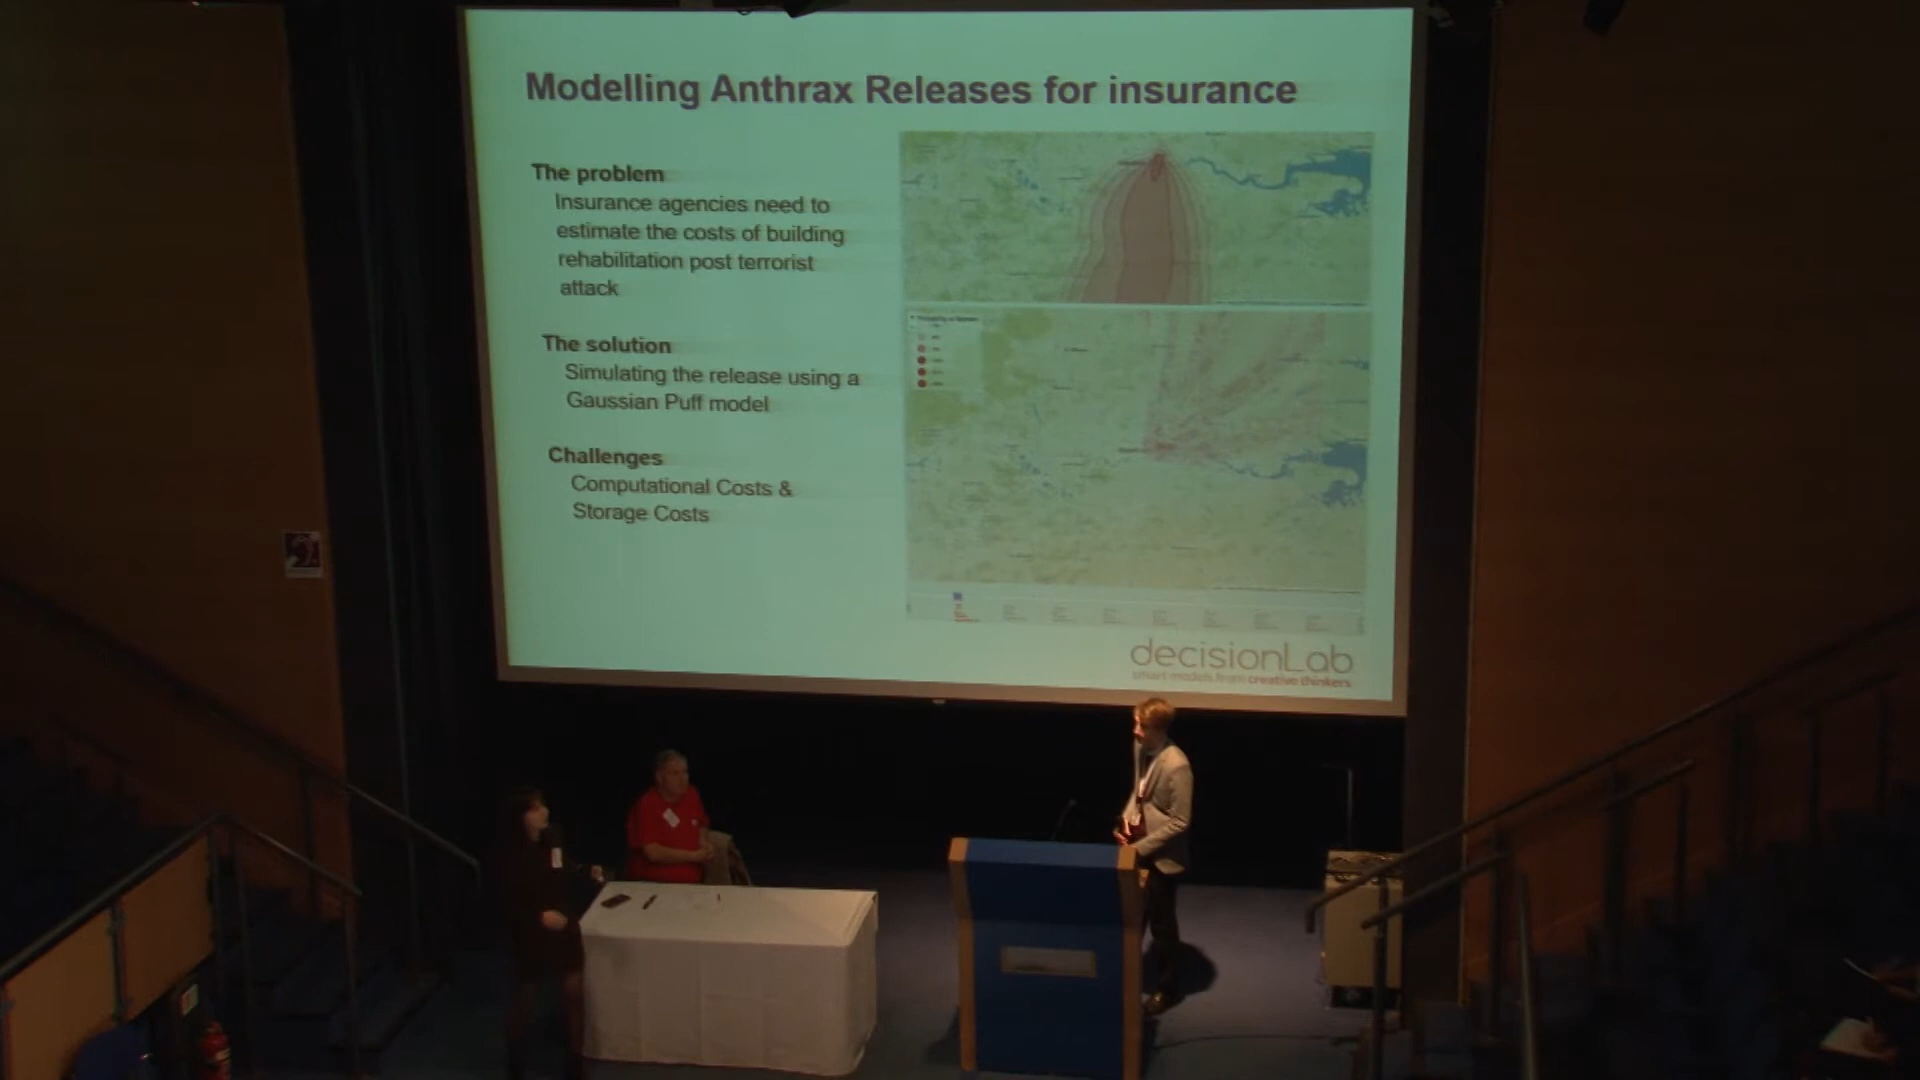 Modelling Anthrax Releases for insurance
The problem
Insurance agencies need to
estimate the costs of building
rehabilitation post terrorist
attack
The solution
Simulating the release using a
Gaussian Puff model
Challenges
Computational Costs &
Storage Costs
decisionLab
smart models from creative thinkers